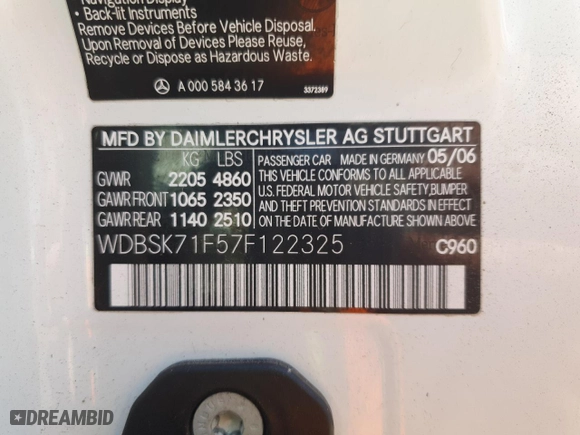 Navigation Display
• Back-lit Instruments
Remove Devices Before Vehicle Disposal.
Upon Removal of Devices Please Reuse,
Recycle or Dispose as Hazardous Waste.
A 000 584 36 17
3372389
MFD BY DAIMLERCHRYSLER AG STUTTGART
KG LBS
GVWR 2205 4860
GAWR FRONT 1065 2350
GAWR REAR 1140 2510
PASSENGER CAR MADE IN GERMANY 05/06
THIS VEHICLE CONFORMS TO ALL APPLICABLE
U.S. FEDERAL MOTOR VEHICLE SAFETY, BUMPER
AND THEFT PREVENTION STANDARDS IN EFFECT
ON THE DATE OF MANUFACTURE SHOWN ABOVE.
WDBSK71F57F122325
C960
DREAMBID